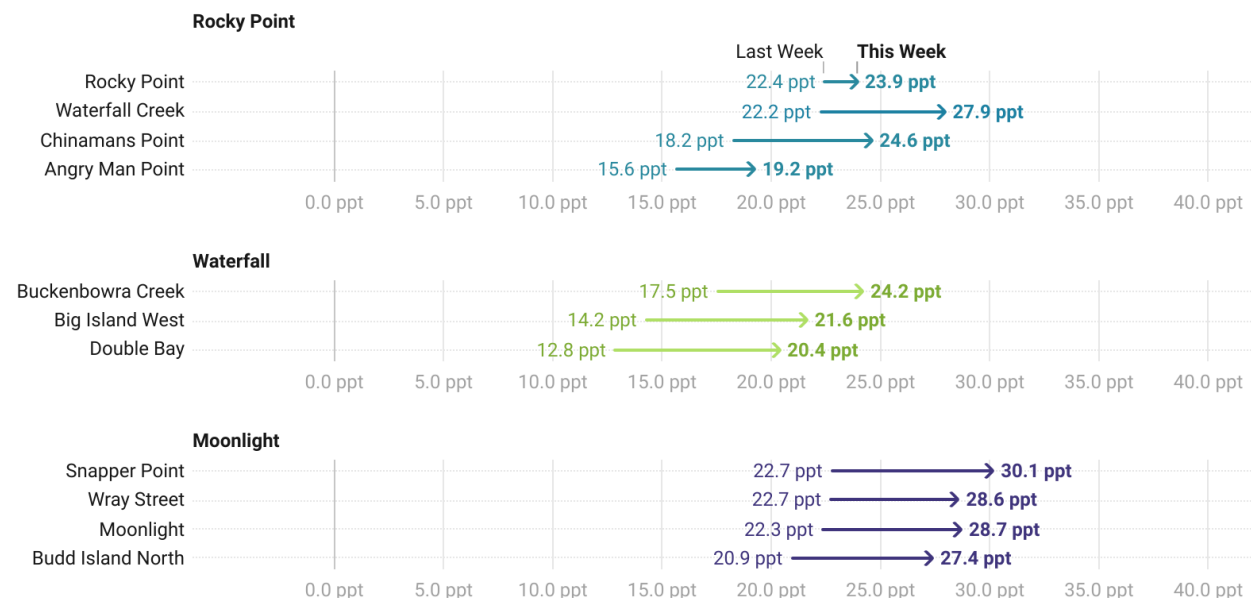 Rocky Point
Last Week This Week
Rocky Point 22.4 ppt 23.9 ppt
Waterfall Creek 22.2 ppt 27.9 ppt
Chinamans Point 18.2 ppt 24.6 ppt
Angry Man Point 15.6 ppt 19.2 ppt
0.0 ppt 5.0 ppt 10.0 ppt 15.0 ppt 20.0 ppt 25.0 ppt 30.0 ppt 35.0 ppt 40.0 ppt
Waterfall
Buckenbowra Creek 17.5 ppt 24.2 ppt
Big Island West 14.2 ppt 21.6 ppt
Double Bay 12.8 ppt 20.4 ppt
0.0 ppt 5.0 ppt 10.0 ppt 15.0 ppt 20.0 ppt 25.0 ppt 30.0 ppt 35.0 ppt 40.0 ppt
Moonlight
Snapper Point 22.7 ppt 30.1 ppt
Wray Street 22.7 ppt 28.6 ppt
Moonlight 22.3 ppt 28.7 ppt
Budd Island North 20.9 ppt 27.4 ppt
0.0 ppt 5.0 ppt 10.0 ppt 15.0 ppt 20.0 ppt 25.0 ppt 30.0 ppt 35.0 ppt 40.0 ppt